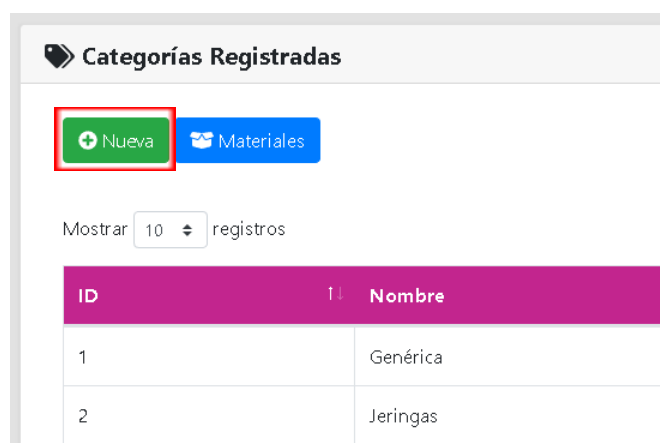 Categorías Registradas
Nueva Materiales
Mostrar 10 registros
ID Nombre
1 Genérica
2 Jeringas